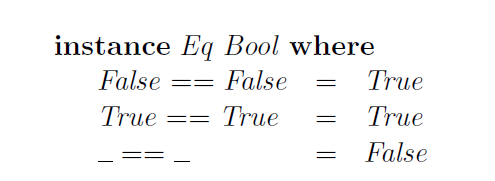 instance Eq Bool where
False == False = True
True == True = True
_ == _ = False